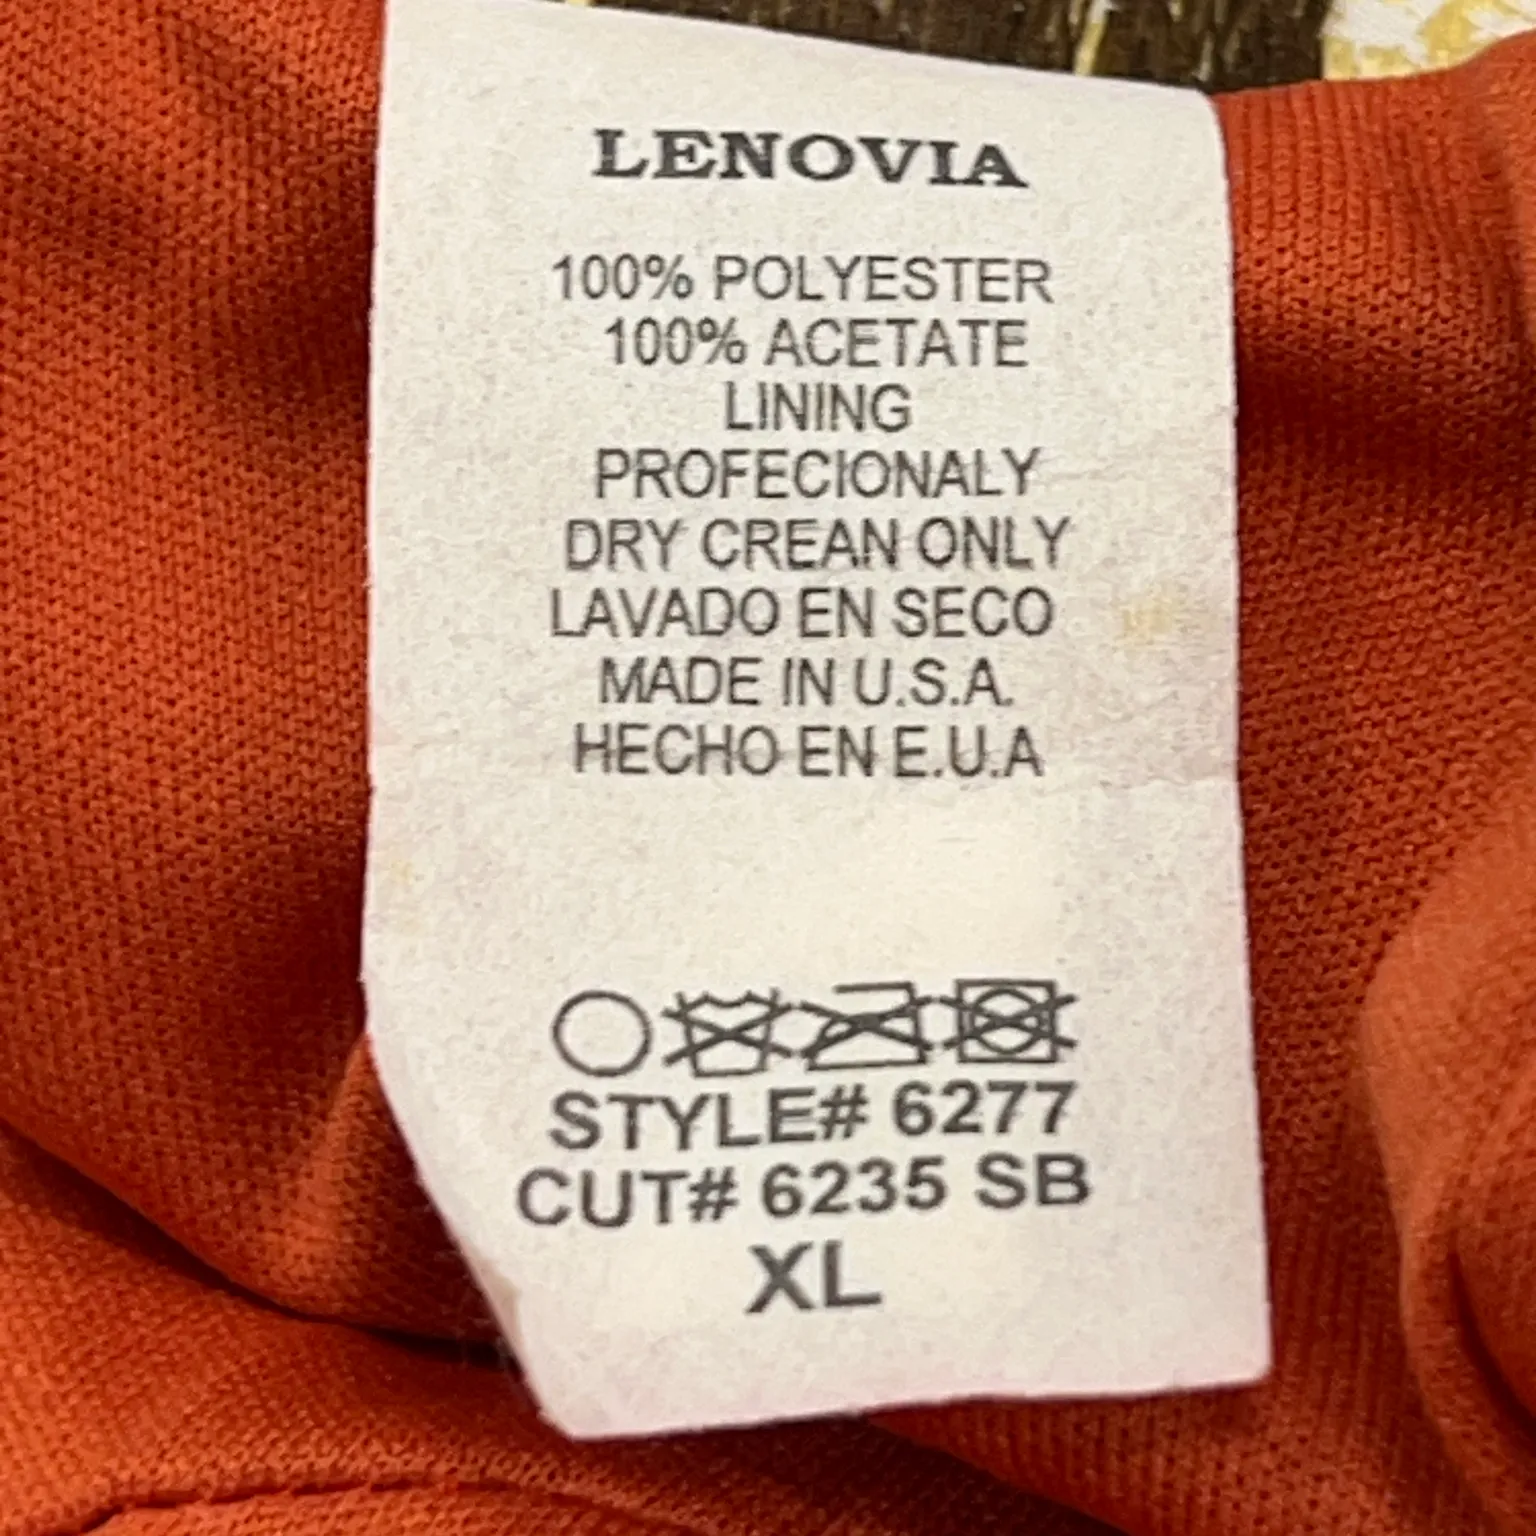 LENOVIA
100% POLYESTER
100% ACETATE
LINING
PROFECIONALY
DRY CREAN ONLY
LAVADO EN SECO
MADE IN U.S.A.
HECHO EN E.U.A
STYLE# 6277
CUT# 6235 SB
XL